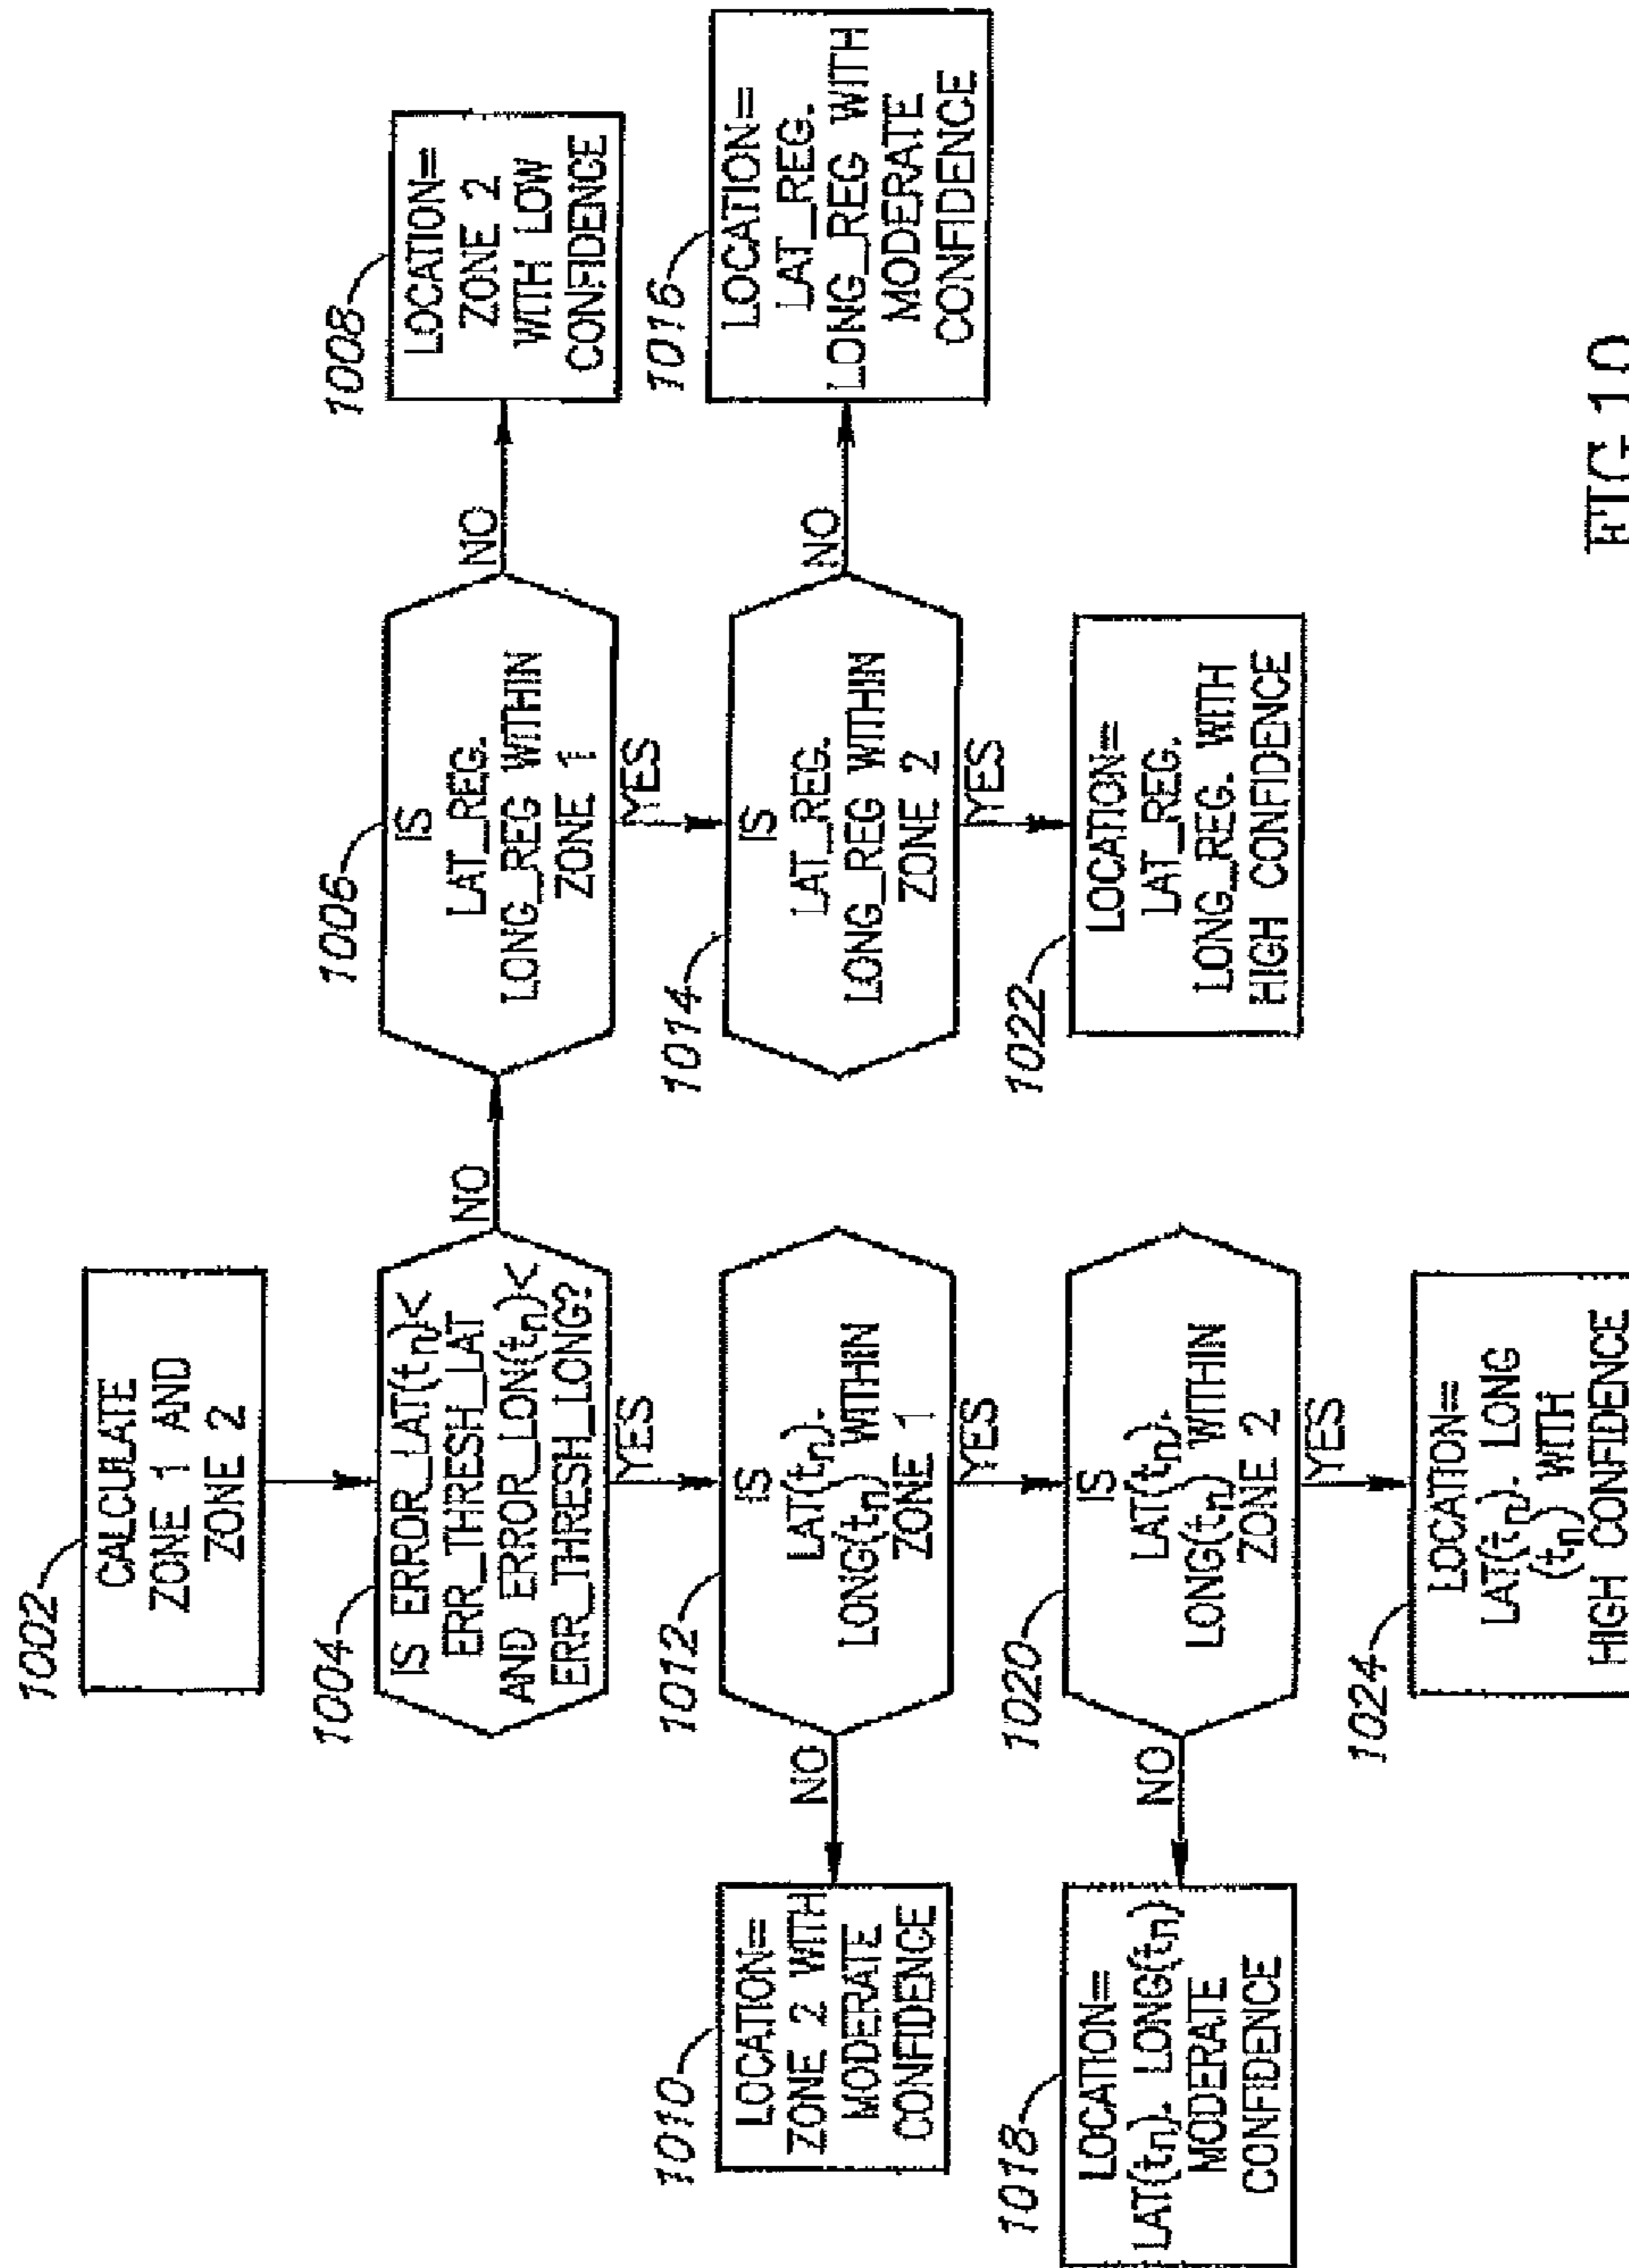 1002
CALCULATE
ZONE 1 AND
ZONE 2
1004
IS ERROR_LAT(tn)<
ERR_THRESH_LAT
AND ERROR_LON(tn)<
ERR_THRESH_LONG?
NO
YES
1006
IS
LAT_REG.
LONG_REG WITHIN
ZONE 1
NO
YES
1008
LOCATION=
ZONE 2
WITH LOW
CONFIDENCE
1010
LOCATION=
ZONE 2 WITH
MODERATE
CONFIDENCE
NO
1012
IS
LAT(tn).
LONG(tn) WITHIN
ZONE 1
YES
1014
IS
LAT_REG.
LONG_REG WITHIN
ZONE 2
NO
YES
1016
LOCATION=
LAT_REG.
LONG_REG WITH
MODERATE
CONFIDENCE
1018
LOCATION=
LAT(tn). LONG(tn)
MODERATE
CONFIDENCE
NO
1020
IS
LAT(tn).
LONG(tn) WITHIN
ZONE 2
YES
1022
LOCATION=
LAT_REG.
LONG_REG. WITH
HIGH CONFIDENCE
1024
LOCATION=
LAT(tn). LONG
(tn) WITH
HIGH CONFIDENCE
FIG 10